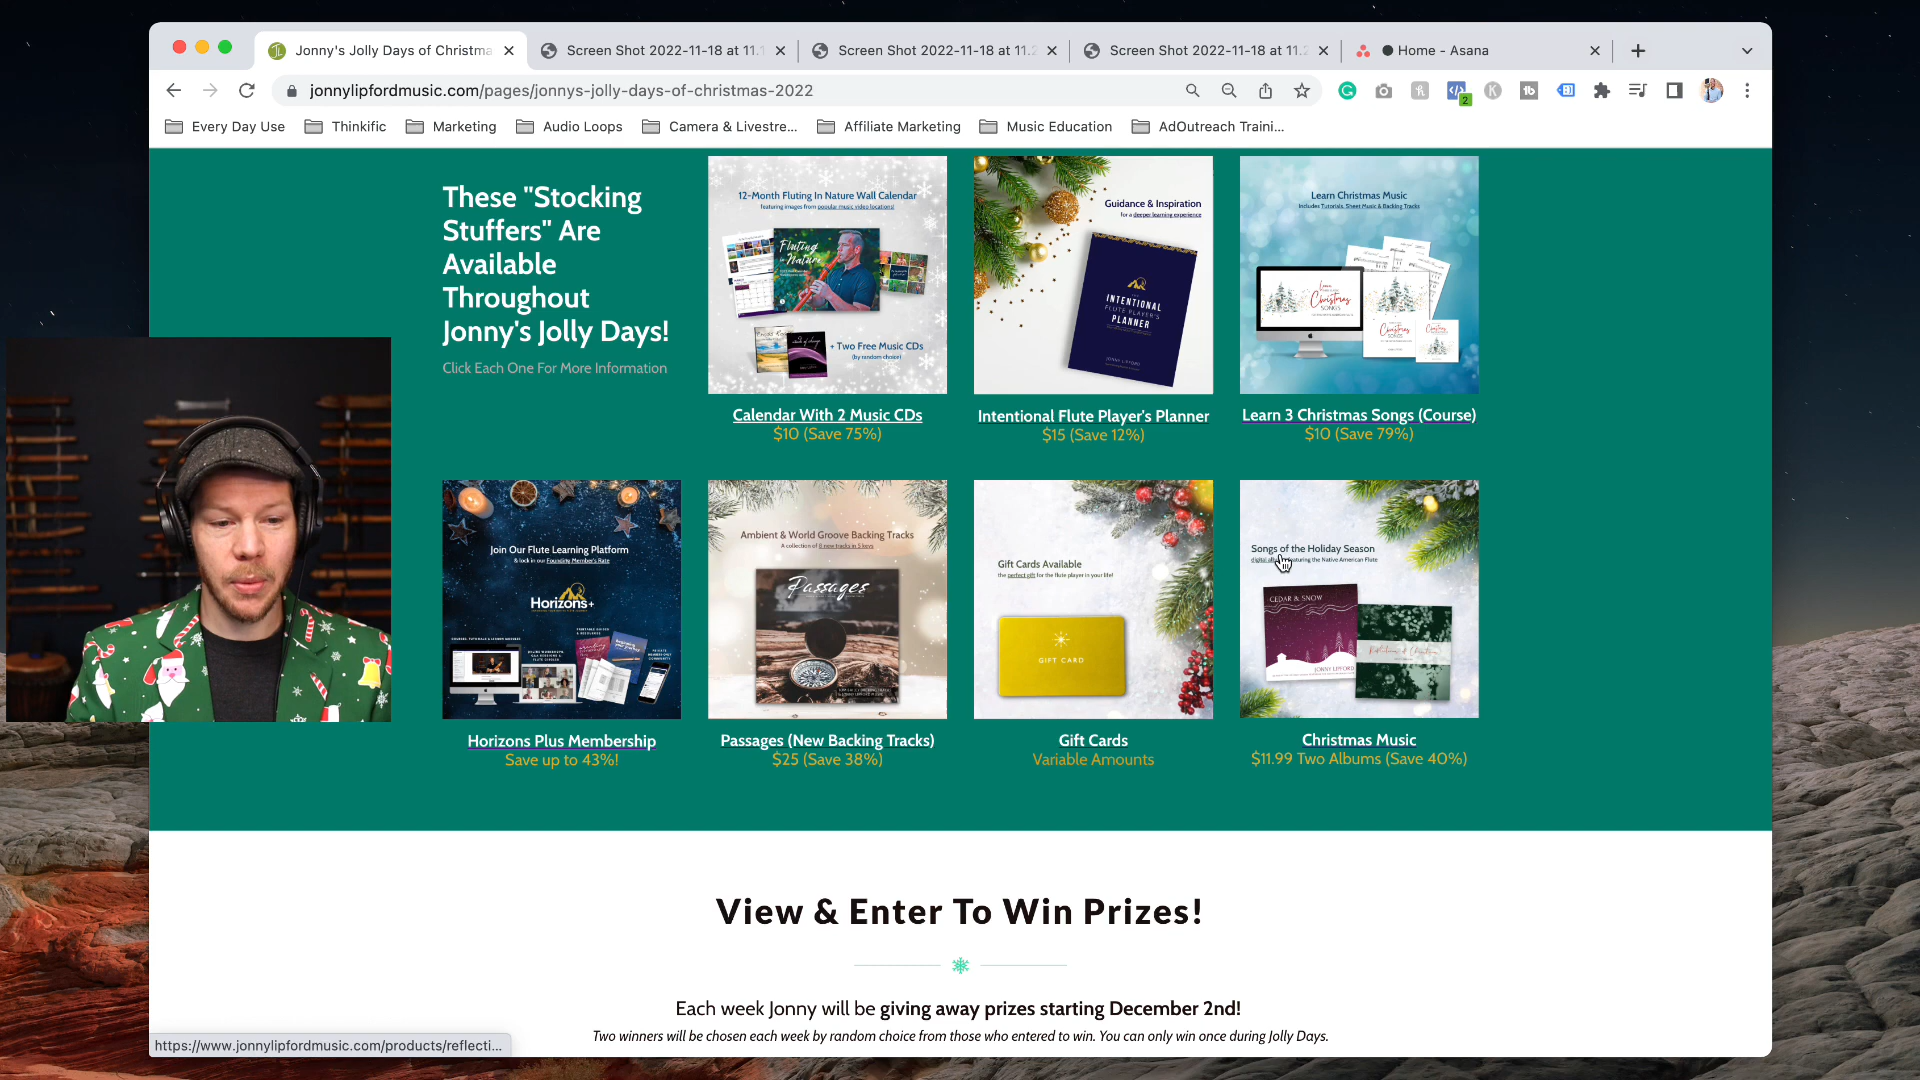 Jonny's Jolly Days of Christma
Screen Shot 2022-11-18 at 11.1
Screen Shot 2022-11-18 at 11.2
Screen Shot 2022-11-18 at 11.2
Home - Asana
jonnylipfordmusic.com/pages/jonnys-jolly-days-of-christmas-2022
2
Every Day Use
Thinkific
Marketing
Audio Loops
Camera & Livestre...
Affiliate Marketing
Music Education
AdOutreach Traini...
These "Stocking
Stuffers" Are
Available
Throughout
Jonny's Jolly Days!
Click Each One For More Information
12-Month Fluting In Nature Wall Calendar
featuring images from popular music video locations!
Fluting
in Nature
+ Two Free Music CDs
(by random choice)
Calendar With 2 Music CDs
$10 (Save 75%)
Guidance & Inspiration
for a deeper learning experience
INTENTIONAL
FLUTE PLAYER'S
PLANNER
JONNY LIPFORD
Intentional Flute Player's Planner
$15 (Save 12%)
Learn Christmas Music
Includes Tutorials, Sheet Music & Backing Tracks
Learn
Christmas
SONGS
Christmas
Learn 3 Christmas Songs (Course)
$10 (Save 79%)
Join Our Flute Learning Platform
& lock in our Founding Member's Rate
Horizons+
Horizons Plus Membership
Save up to 43%!
Ambient & World Groove Backing Tracks
A collection of 8 new tracks in 5 keys
Passages
Passages (New Backing Tracks)
$25 (Save 38%)
Gift Cards Available
the perfect gift for the flute player in your life!
GIFT CARD
Gift Cards
Variable Amounts
Songs of the Holiday Season
digital featuring the Native American Flute
CEDAR & SNOW
JONNY LIPFORD
Christmas Music
$11.99 Two Albums (Save 40%)
View & Enter To Win Prizes!
Each week Jonny will be giving away prizes starting December 2nd!
Two winners will be chosen each week by random choice from those who entered to win. You can only win once during Jolly Days.
https://www.jonnylipfordmusic.com/products/reflecti...